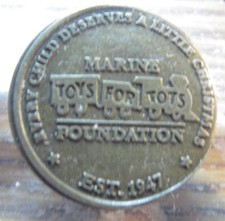 EVERY CHILD DESERVES A LITTLE CHRISTMAS
MARINE
TOYS FOR TOTS
FOUNDATION
EST. 1947